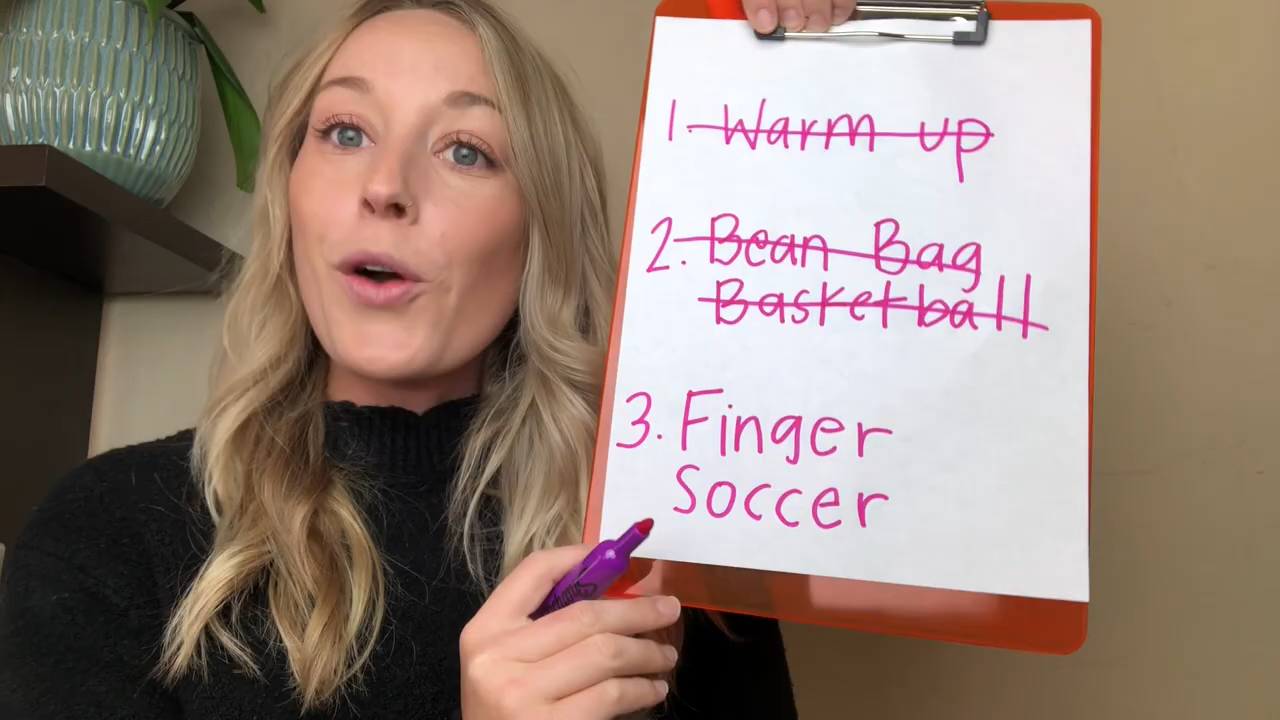 1. Warm up
2. Bean Bag
Basketball
3. Finger
Soccer